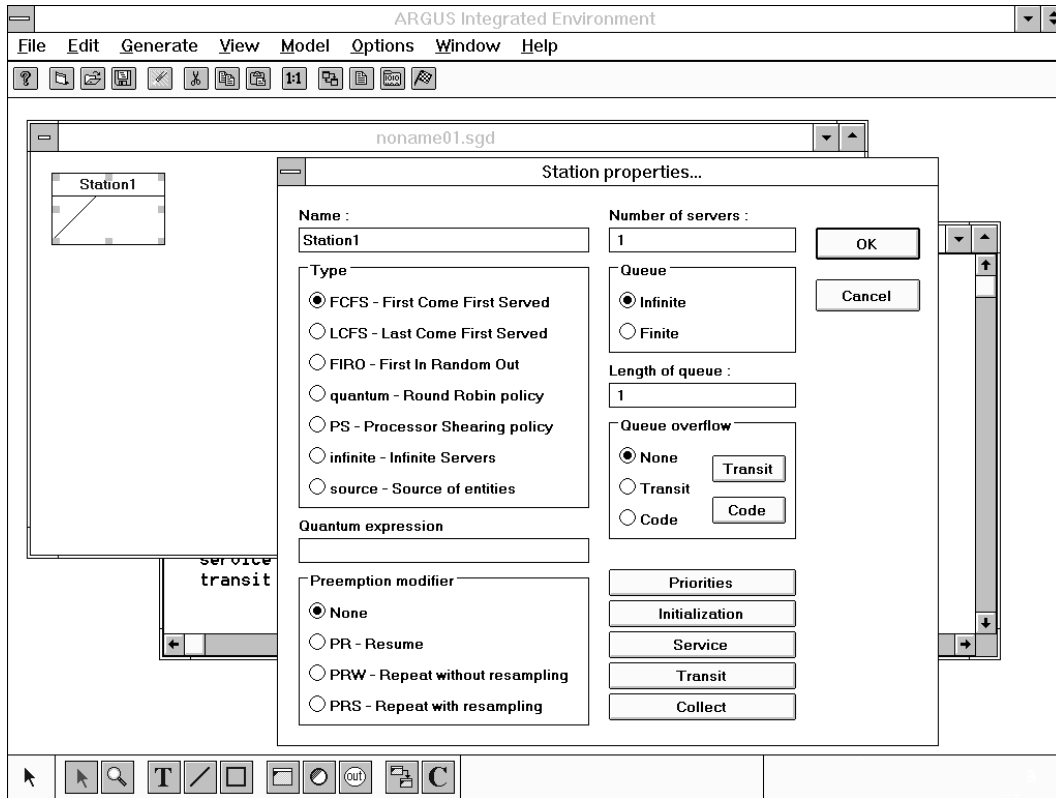 ARGUS Integrated Environment
File Edit Generate View Model Options Window Help
1:1
noname01.sgd
Station1
service
transit
Station properties...
Name :
Station1
Type
FCFS - First Come First Served
LCFS - Last Come First Served
FIRO - First In Random Out
quantum - Round Robin policy
PS - Processor Shearing policy
infinite - Infinite Servers
source - Source of entities
Quantum expression
Preemption modifier
None
PR - Resume
PRW - Repeat without resampling
PRS - Repeat with resampling
Number of servers :
1
Queue
Infinite
Finite
Length of queue :
1
Queue overflow
None
Transit
Code
Transit
Code
Priorities
Initialization
Service
Transit
Collect
OK
Cancel
T
out
C